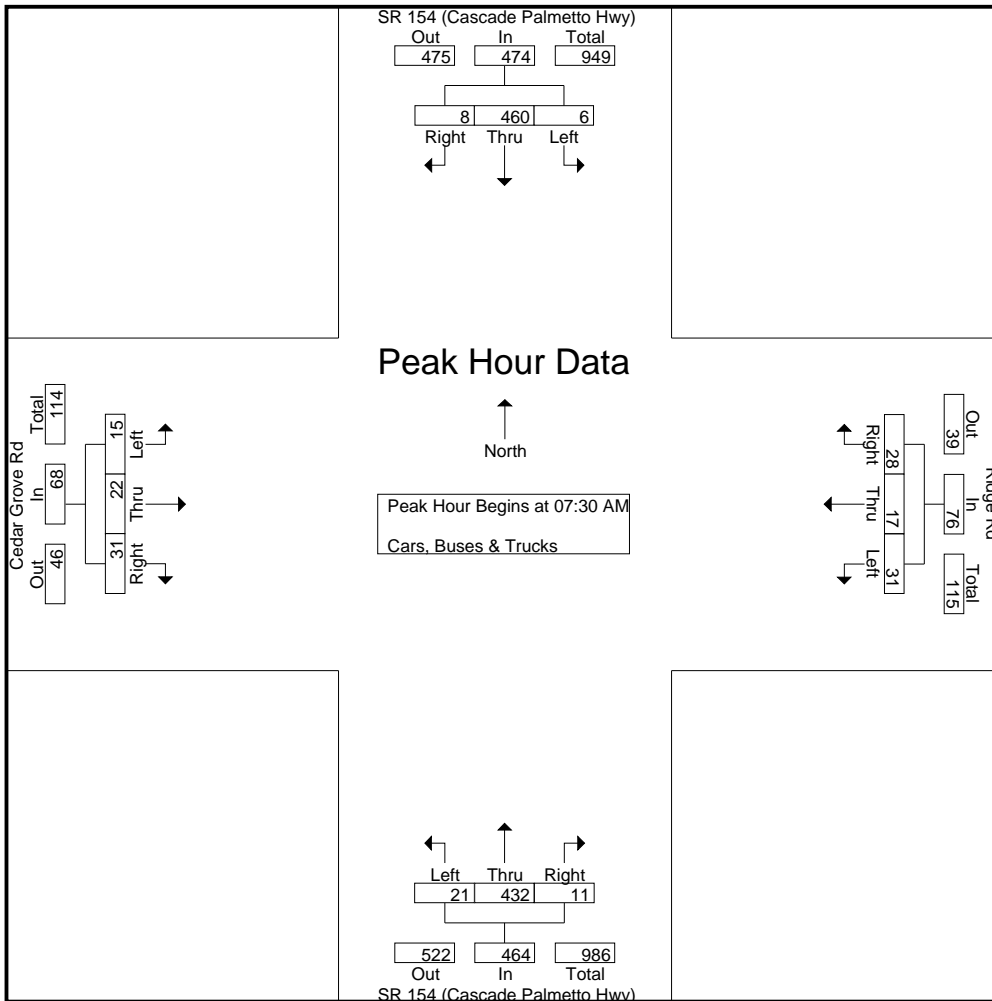 SR 154 (Cascade Palmetto Hwy)
Out In Total
475 474 949
8 460 6
Right Thru Left
Peak Hour Data
North
Peak Hour Begins at 07:30 AM
Cars, Buses & Trucks
Cedar Grove Rd
Out In Total
46 68 114
31 22 15
Right Thru Left
Ridge Rd
Out In Total
39 76 115
28 17 31
Right Thru Left
Left Thru Right
21 432 11
522 464 986
Out In Total
SR 154 (Cascade Palmetto Hwy)